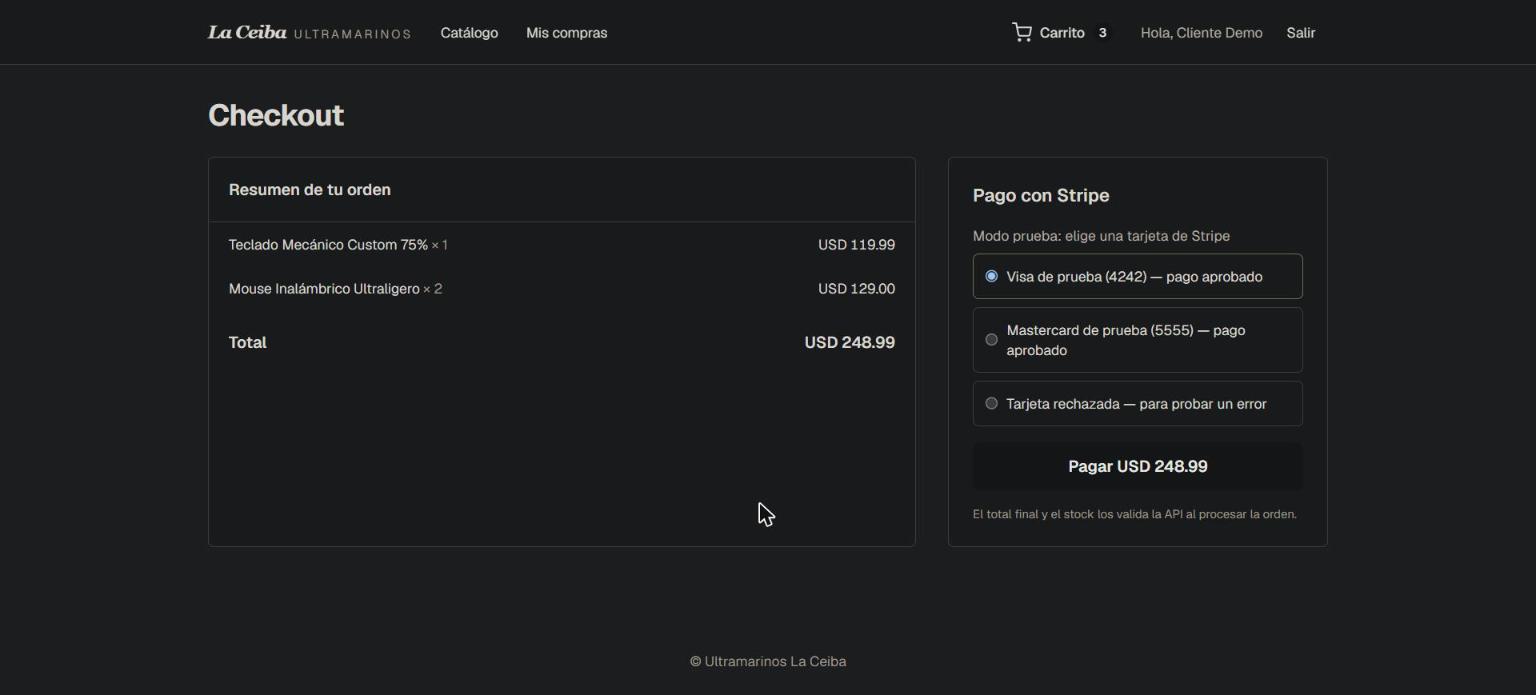 La Ceiba ULTRAMARINOS
Catálogo
Mis compras
Carrito 3
Hola, Cliente Demo
Salir
Checkout
Resumen de tu orden
Teclado Mecánico Custom 75% × 1 USD 119.99
Mouse Inalámbrico Ultraligero × 2 USD 129.00
Total USD 248.99
Pago con Stripe
Modo prueba: elige una tarjeta de Stripe
Visa de prueba (4242) — pago aprobado
Mastercard de prueba (5555) — pago
aprobado
Tarjeta rechazada — para probar un error
Pagar USD 248.99
El total final y el stock los valida la API al procesar la orden.
© Ultramarinos La Ceiba